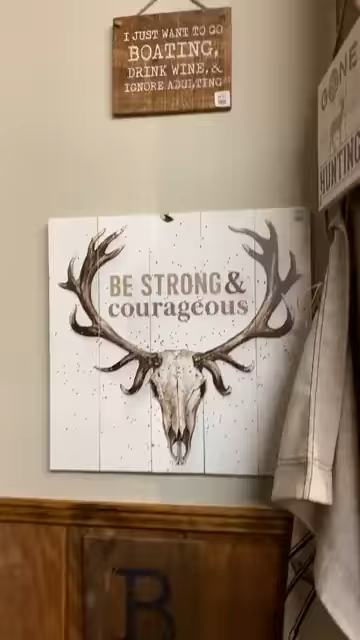 I JUST WANT TO GO
BOATING,
DRINK WINE, &
IGNORE ADULTING
GONE
HUNTING
BE STRONG &
courageous
B